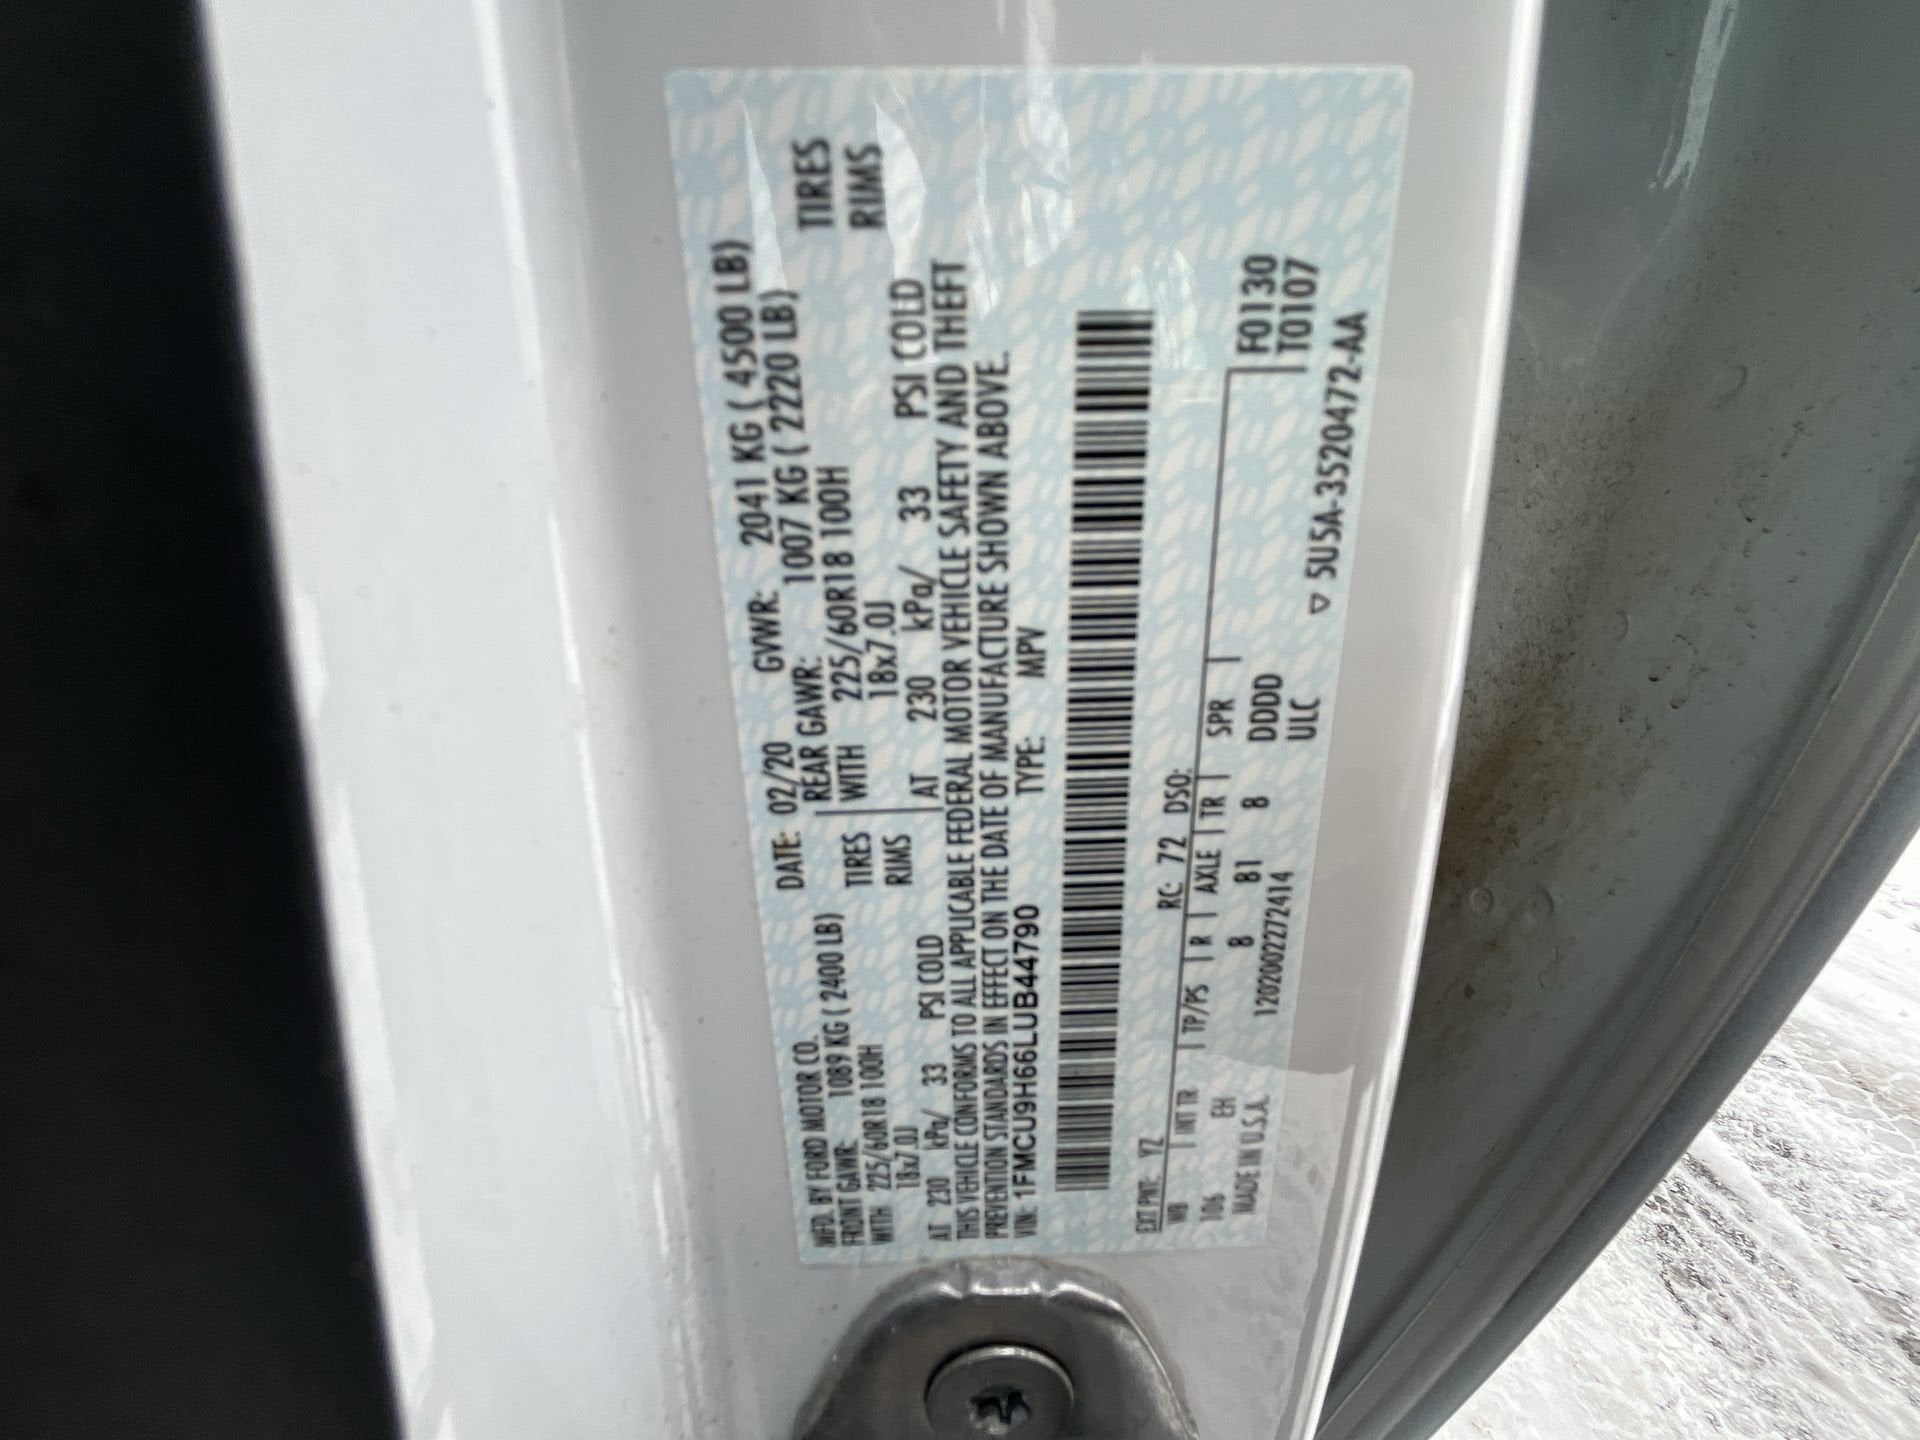 MFD. BY FORD MOTOR CO. DATE: 02/20 GVWR: 2041 KG ( 4500 LB)
FRONT GAWR: 1089 KG ( 2400 LB) REAR GAWR: 1007 KG ( 2220 LB)
WITH 225/60R18 100H TIRES WITH 225/60R18 100H TIRES
18x7.0J RIMS 18x7.0J RIMS
AT 230 kPa/ 33 PSI COLD AT 230 kPa/ 33 PSI COLD
THIS VEHICLE CONFORMS TO ALL APPLICABLE FEDERAL MOTOR VEHICLE SAFETY AND THEFT
PREVENTION STANDARDS IN EFFECT ON THE DATE OF MANUFACTURE SHOWN ABOVE.
VIN: 1FMCU9H66LUB44790 TYPE: MPV
EXT PNT: YZ RC: 72 DSO: F0130
WB INT TR TP/PS R AXLE TR SPR T0107
106 EH 8 81 8 DDDD
MADE IN U.S.A. 1202002272414 ULC ▽ 5U5A-3520472-AA